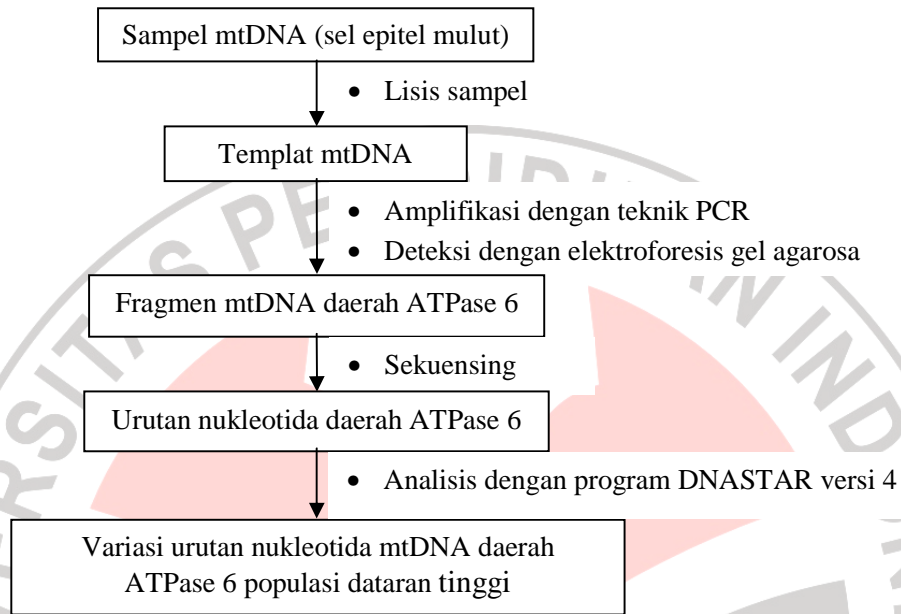 Sampel mtDNA (sel epitel mulut)
• Lisis sampel
Templat mtDNA
• Amplifikasi dengan teknik PCR
• Deteksi dengan elektroforesis gel agarosa
Fragmen mtDNA daerah ATPase 6
• Sekuensing
Urutan nukleotida daerah ATPase 6
• Analisis dengan program DNASTAR versi 4
Variasi urutan nukleotida mtDNA daerah
ATPase 6 populasi dataran tinggi